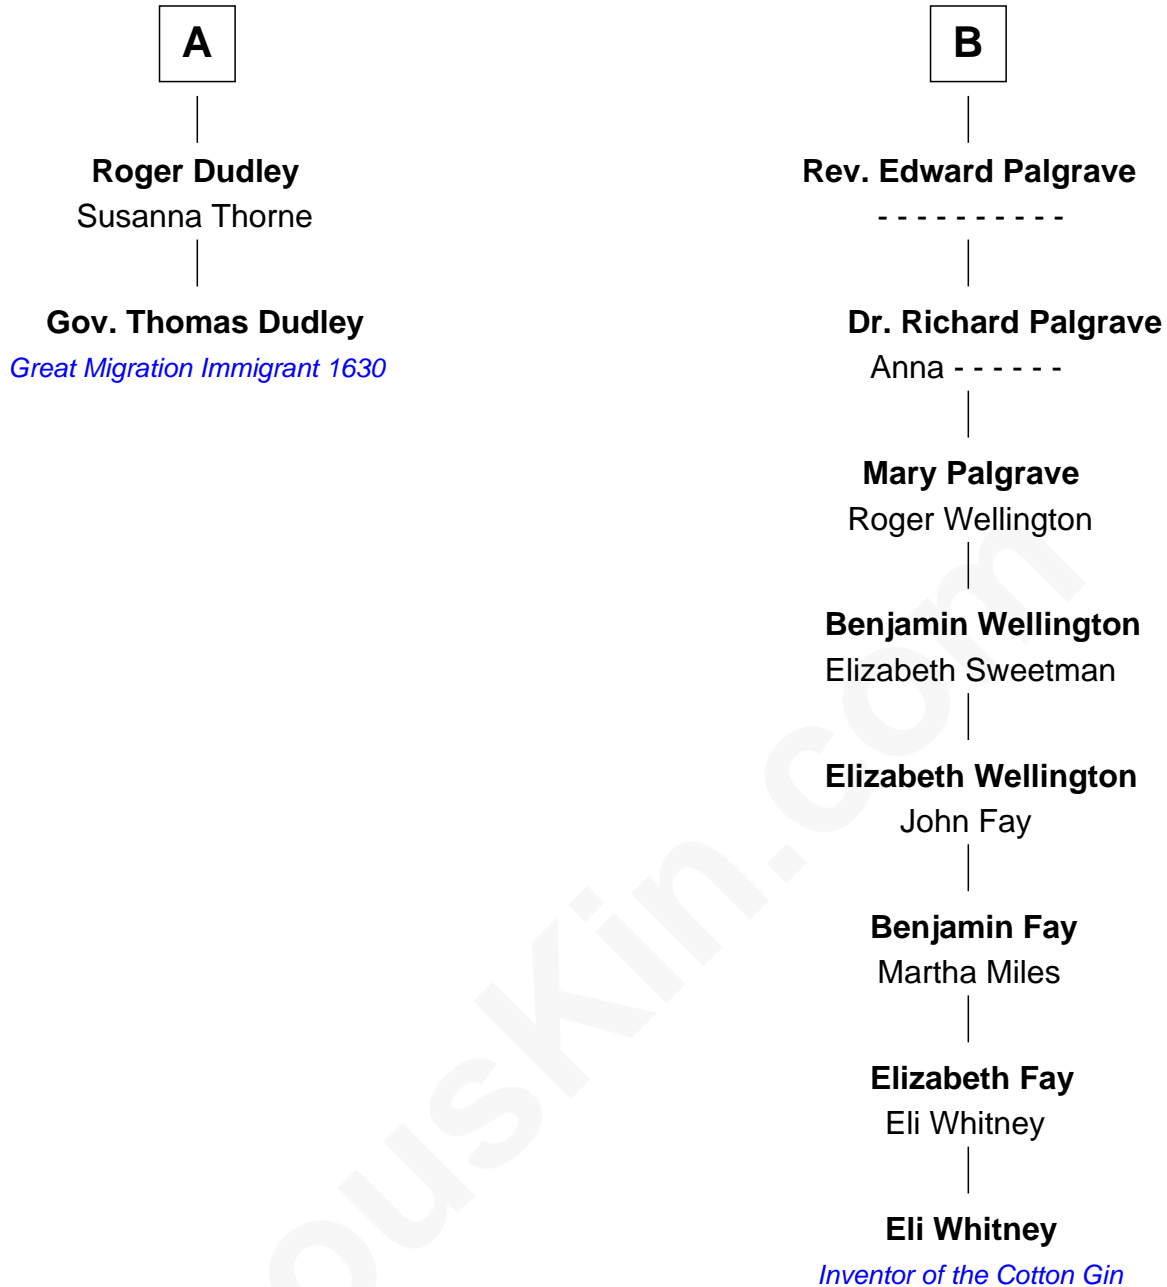 A
Roger Dudley
Susanna Thorne
Gov. Thomas Dudley
Great Migration Immigrant 1630
B
Rev. Edward Palgrave
- - - - - - - - - -
Dr. Richard Palgrave
Anna - - - - - -
Mary Palgrave
Roger Wellington
Benjamin Wellington
Elizabeth Sweetman
Elizabeth Wellington
John Fay
Benjamin Fay
Martha Miles
Elizabeth Fay
Eli Whitney
Eli Whitney
Inventor of the Cotton Gin
ousKin.com